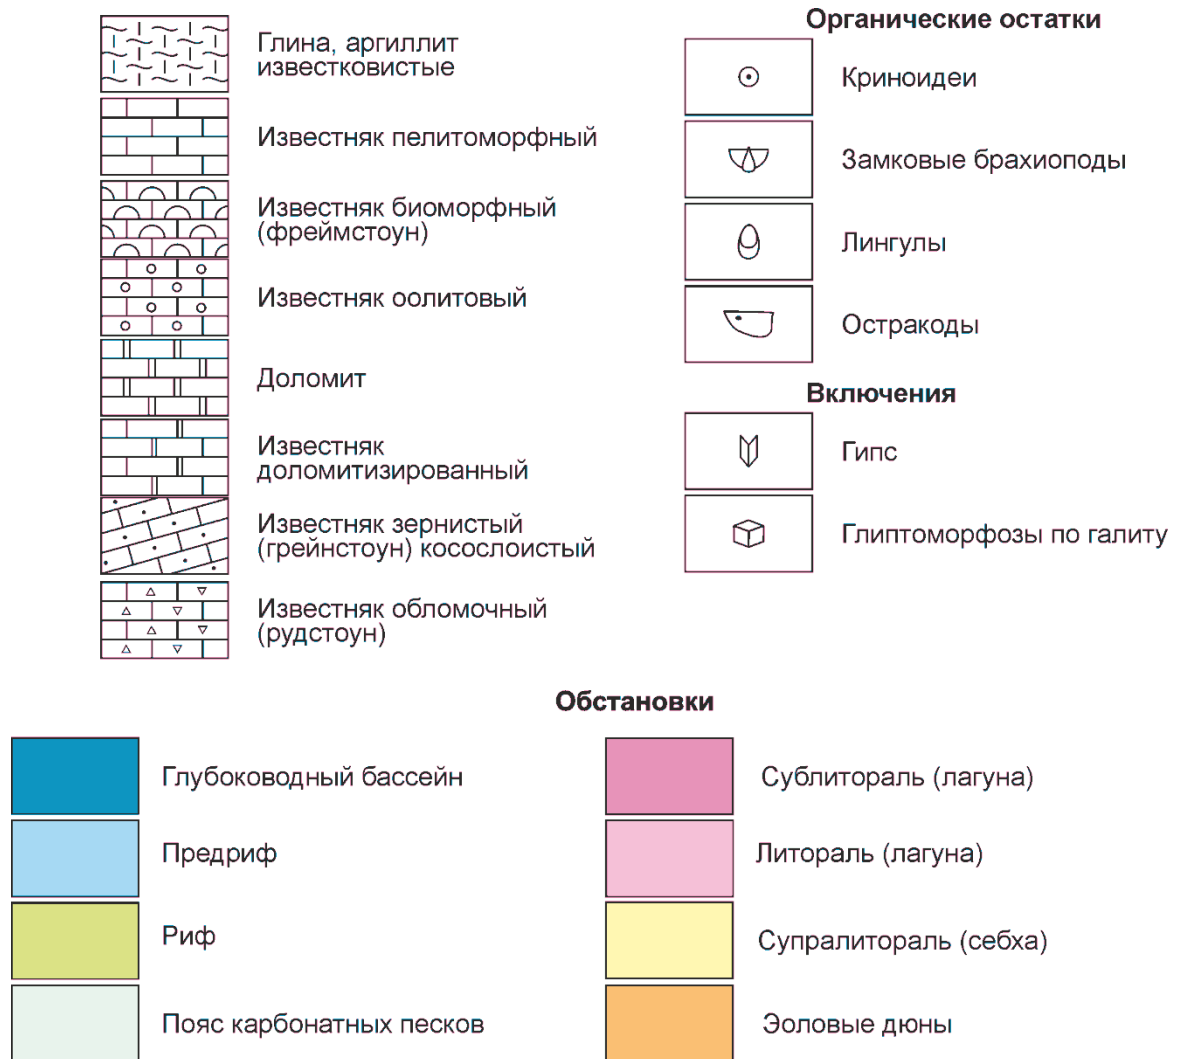 Глина, аргиллит
известковистые
Известняк пелитоморфный
Известняк биоморфный
(фреймстоун)
Известняк оолитовый
Доломит
Известняк
доломитизированный
Известняк зернистый
(грейнстоун) косослоистый
Известняк обломочный
(рудстоун)
Органические остатки
Криноидеи
Замковые брахиоподы
Лингулы
Остракоды
Включения
Гипс
Глиптоморфозы по галиту
Обстановки
Глубоководный бассейн
Предриф
Риф
Пояс карбонатных песков
Сублитораль (лагуна)
Литораль (лагуна)
Супралитораль (себха)
Эоловые дюны